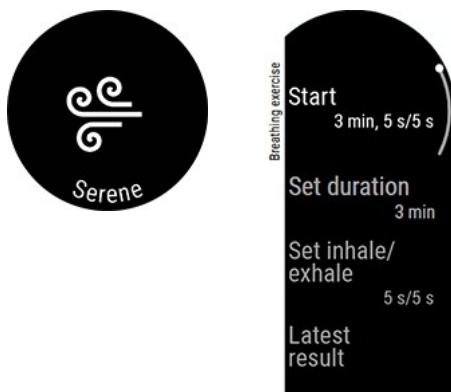 Serene
Breathing exercise
Start
3 min, 5 s/5 s
Set duration
3 min
Set inhale/
exhale
5 s/5 s
Latest
result